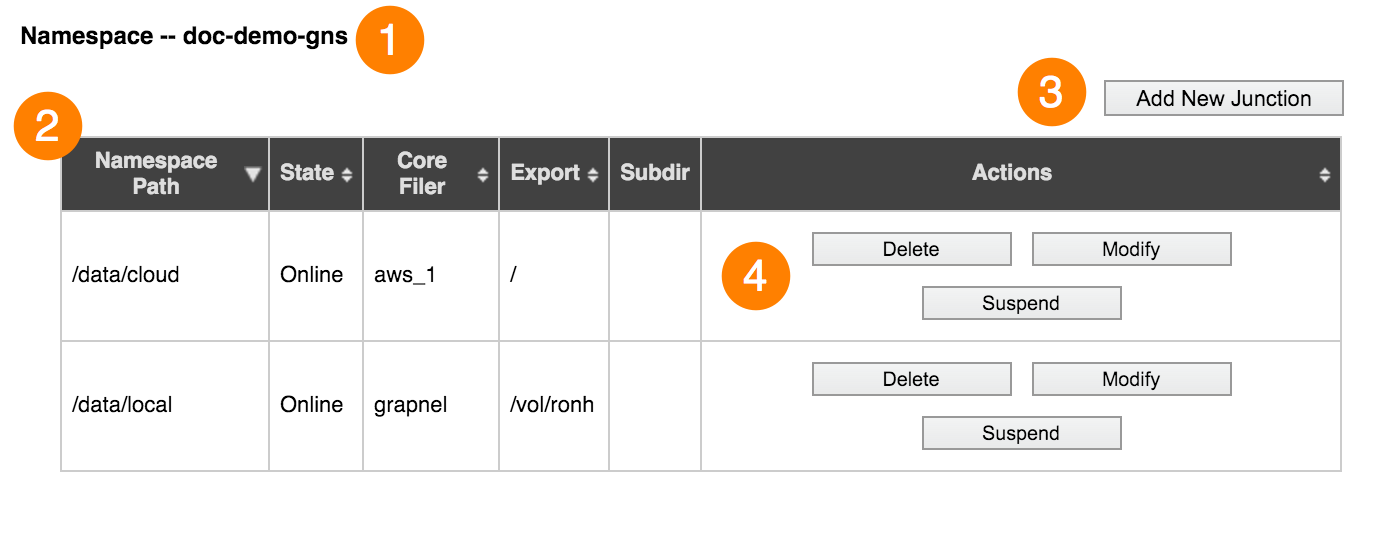 Namespace -- doc-demo-gns 1
3 Add New Junction
2
Namespace Path State Core Filer Export Subdir Actions
/data/cloud Online aws_1 / 4 Delete Modify
Suspend
/data/local Online grapnel /vol/ronh Delete Modify
Suspend